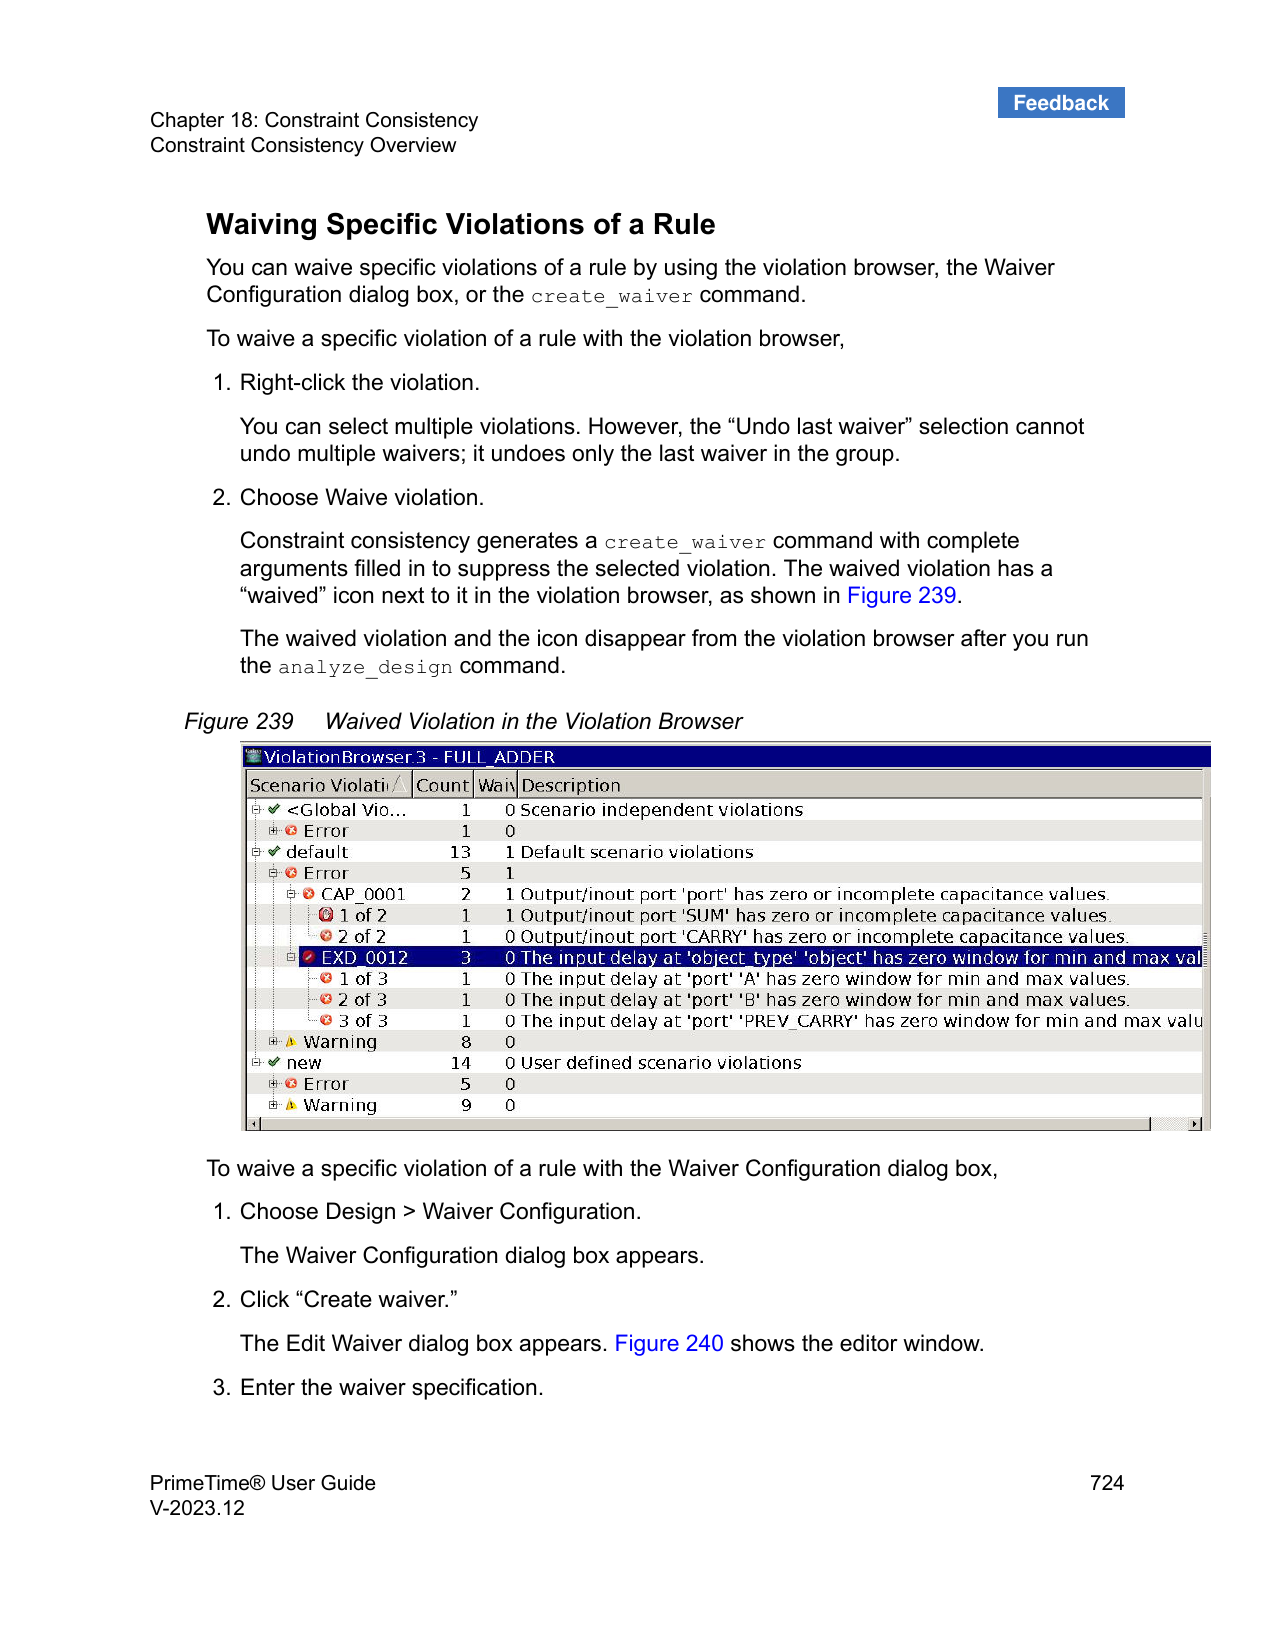 Feedback
Chapter 18: Constraint Consistency
Constraint Consistency Overview
Waiving Specific Violations of a Rule
You can waive specific violations of a rule by using the violation browser, the Waiver
Configuration dialog box, or the create_waiver command.
To waive a specific violation of a rule with the violation browser,
1. Right-click the violation.
You can select multiple violations. However, the “Undo last waiver” selection cannot
undo multiple waivers; it undoes only the last waiver in the group.
2. Choose Waive violation.
Constraint consistency generates a create_waiver command with complete
arguments filled in to suppress the selected violation. The waived violation has a
“waived” icon next to it in the violation browser, as shown in Figure 239.
The waived violation and the icon disappear from the violation browser after you run
the analyze_design command.
Figure 239 Waived Violation in the Violation Browser
ViolationBrowser.3 - FULL_ADDER
Scenario Violati Count Waiv Description
<Global Vio... 1 0 Scenario independent violations
Error 1 0
default 13 1 Default scenario violations
Error 5 1
CAP_0001 2 1 Output/inout port 'port' has zero or incomplete capacitance values.
1 of 2 1 1 Output/inout port 'SUM' has zero or incomplete capacitance values.
2 of 2 1 0 Output/inout port 'CARRY' has zero or incomplete capacitance values.
EXD_0012 3 0 The input delay at 'object_type' 'object' has zero window for min and max val
1 of 3 1 0 The input delay at 'port' 'A' has zero window for min and max values.
2 of 3 1 0 The input delay at 'port' 'B' has zero window for min and max values.
3 of 3 1 0 The input delay at 'port' 'PREV_CARRY' has zero window for min and max valu
Warning 8 0
new 14 0 User defined scenario violations
Error 5 0
Warning 9 0
To waive a specific violation of a rule with the Waiver Configuration dialog box,
1. Choose Design > Waiver Configuration.
The Waiver Configuration dialog box appears.
2. Click “Create waiver.”
The Edit Waiver dialog box appears. Figure 240 shows the editor window.
3. Enter the waiver specification.
PrimeTime® User Guide 724
V-2023.12